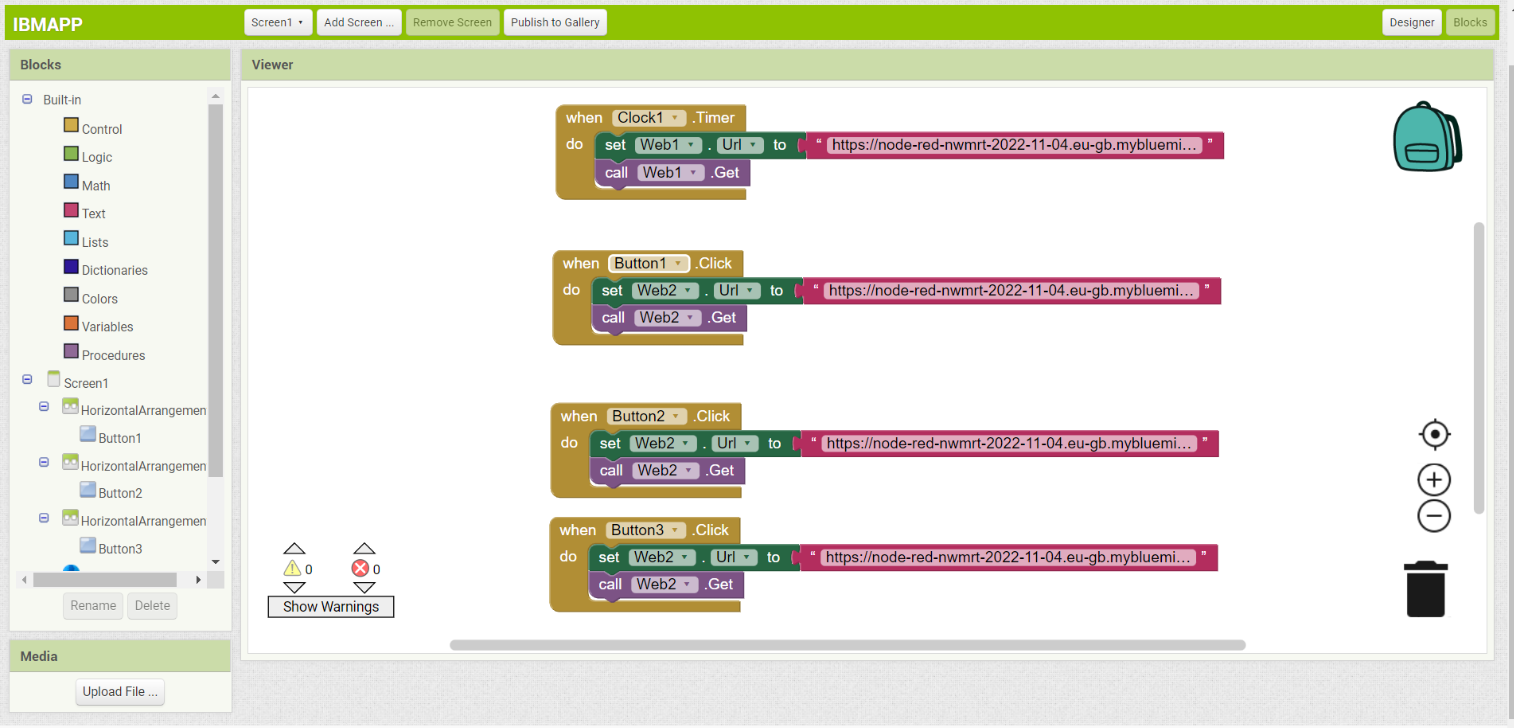 IBMAPP
Screen1
Add Screen ...
Remove Screen
Publish to Gallery
Designer
Blocks
Blocks
Built-in
Control
Logic
Math
Text
Lists
Dictionaries
Colors
Variables
Procedures
Screen1
HorizontalArrangemen
Button1
HorizontalArrangemen
Button2
HorizontalArrangemen
Button3
Rename
Delete
Media
Upload File ...
Viewer
when Clock1 .Timer
do set Web1 . Url to “ https://node-red-nwmrt-2022-11-04.eu-gb.mybluemi... ”
call Web1 .Get
when Button1 .Click
do set Web2 . Url to “ https://node-red-nwmrt-2022-11-04.eu-gb.mybluemi... ”
call Web2 .Get
when Button2 .Click
do set Web2 . Url to “ https://node-red-nwmrt-2022-11-04.eu-gb.mybluemi... ”
call Web2 .Get
when Button3 .Click
do set Web2 . Url to “ https://node-red-nwmrt-2022-11-04.eu-gb.mybluemi... ”
call Web2 .Get
0 0
Show Warnings